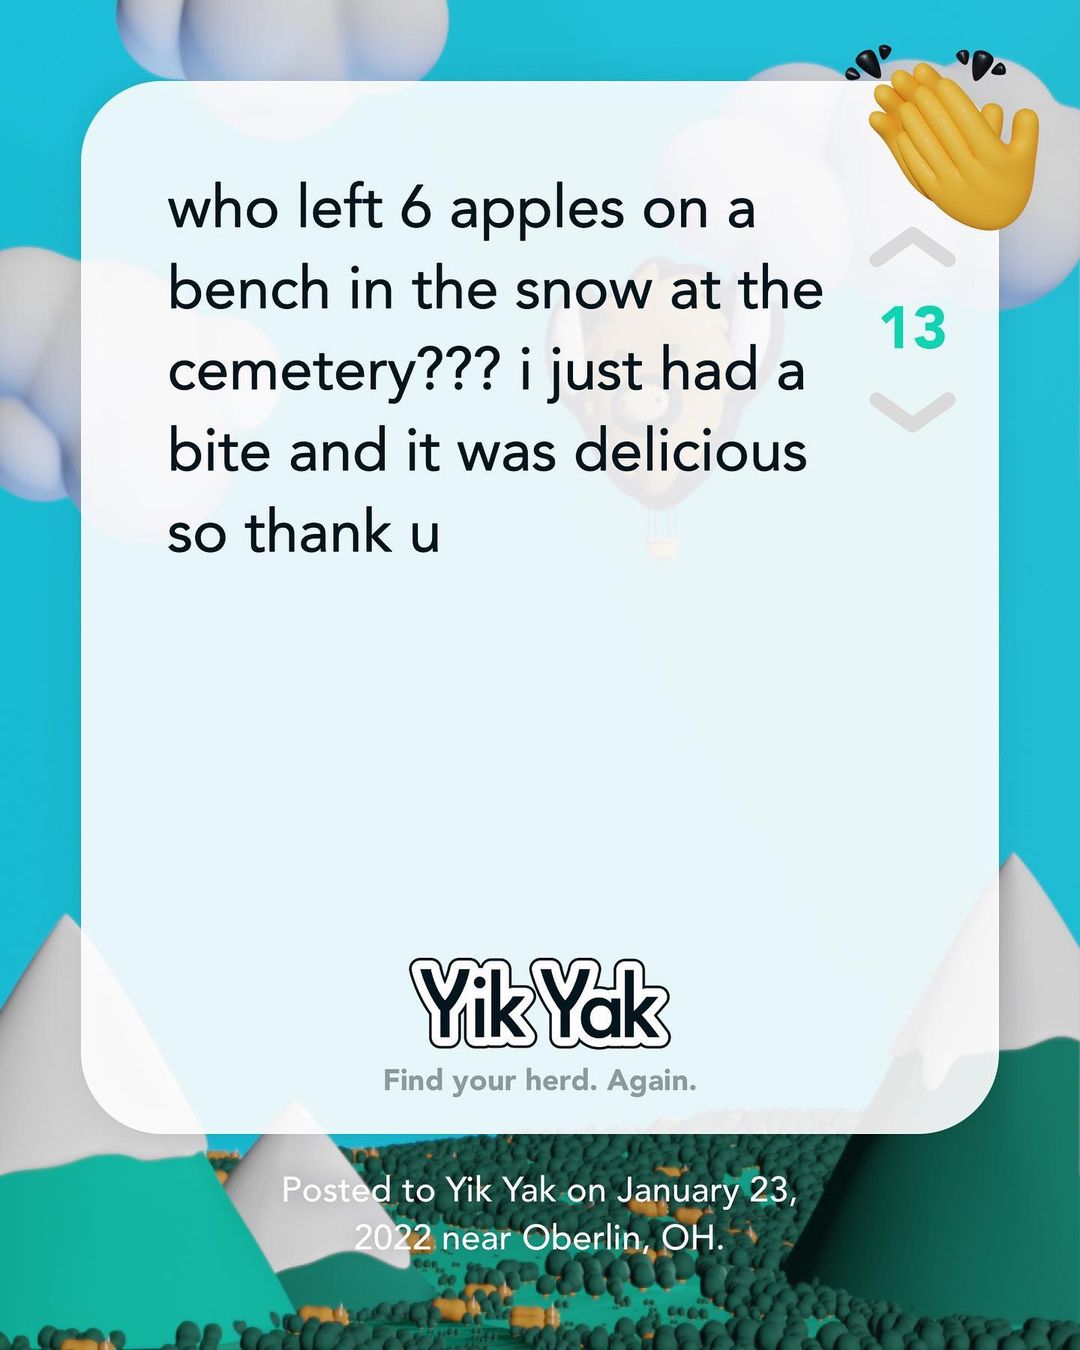 who left 6 apples on a
bench in the snow at the
cemetery??? i just had a
bite and it was delicious
so thank u
13
Yik Yak
Find your herd. Again.
Posted to Yik Yak on January 23,
2022 near Oberlin, OH.